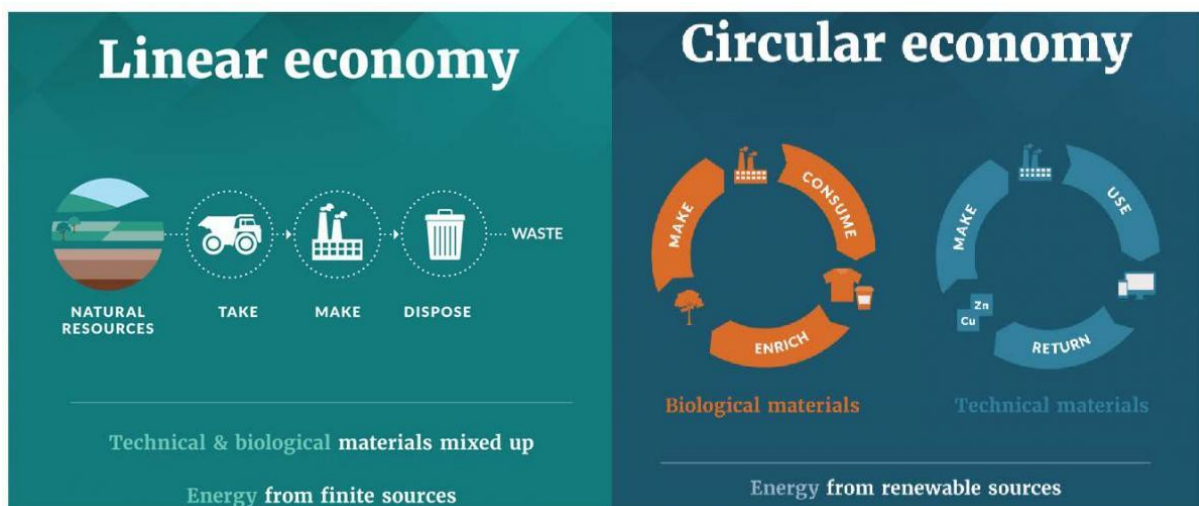 Linear economy
NATURAL
RESOURCES
TAKE
MAKE
DISPOSE
WASTE
Technical & biological materials mixed up
Energy from finite sources
Circular economy
MAKE
CONSUME
ENRICH
Biological materials
MAKE
USE
RETURN
Zn
Cu
Technical materials
Energy from renewable sources